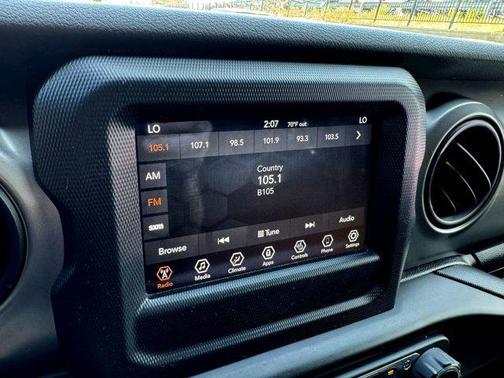 LO 2:07 70°F out LO
105.1 107.1 98.5 101.9 93.3 103.5
AM
FM
sxm
Country
105.1
B105
Browse Tune Audio
Radio Media Climate Apps Controls Phone Settings